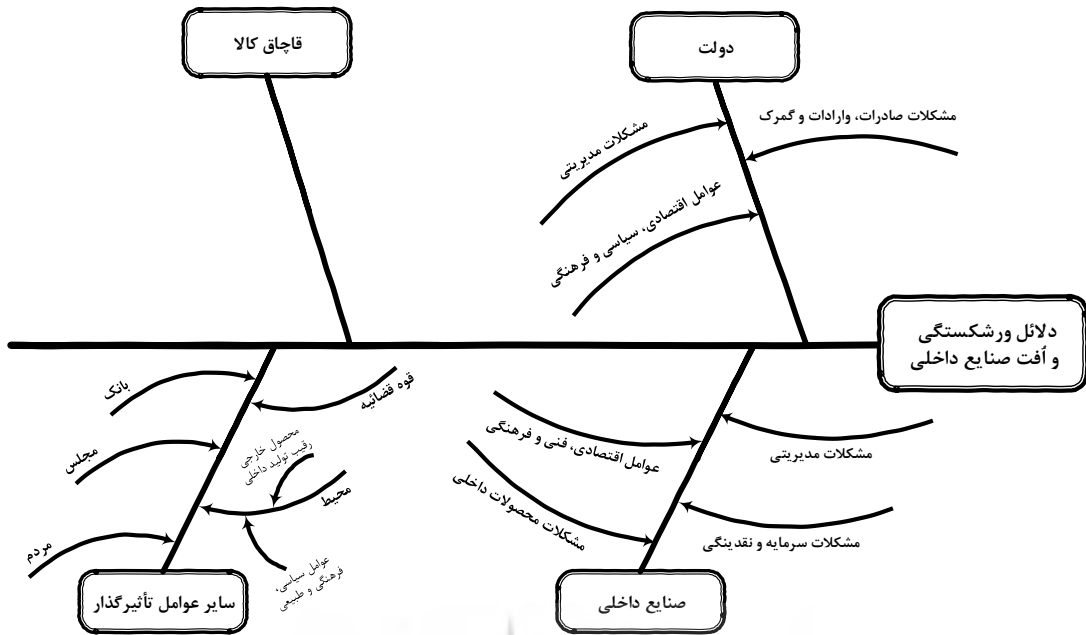 دولت
قاچاق کالا
مشکلات صادرات، وارادات و گمرک
مشکلات مدیریتی
عوامل اقتصادی، سیاسی و فرهنگی
دلائل ورشکستگی
و اُفت صنایع داخلی
مشکلات مدیریتی
عوامل اقتصادی، فنی و فرهنگی
مشکلات محصولات داخلی
مشکلات سرمایه و نقدینگی
صنایع داخلی
قوه قضائیه
بانک
محصول خارجی
رقیب تولید داخلی
مجلس
محیط
مردم
عوامل سیاسی،
فرهنگی و طبیعی
سایر عوامل تأثیرگذار